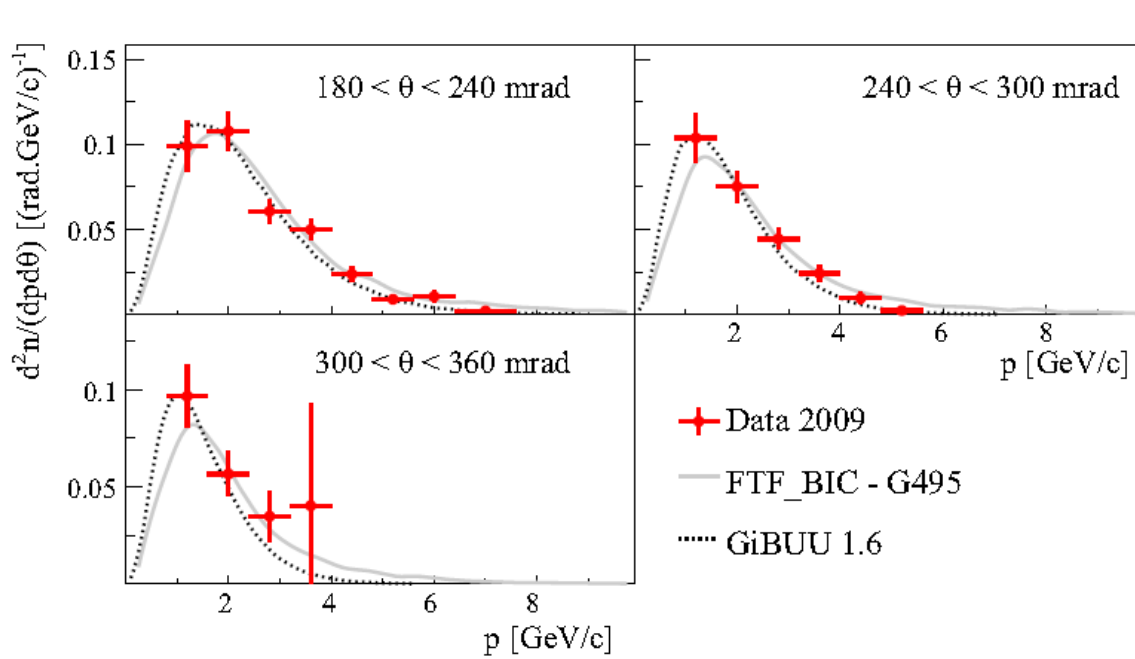 d²n/(dpdθ) [(rad.GeV/c)⁻¹]
0.15
0.1
0.05
180 < θ < 240 mrad
240 < θ < 300 mrad
2
4
6
8
p [GeV/c]
0.1
0.05
300 < θ < 360 mrad
2
4
6
8
p [GeV/c]
Data 2009
FTF_BIC - G495
GiBUU 1.6